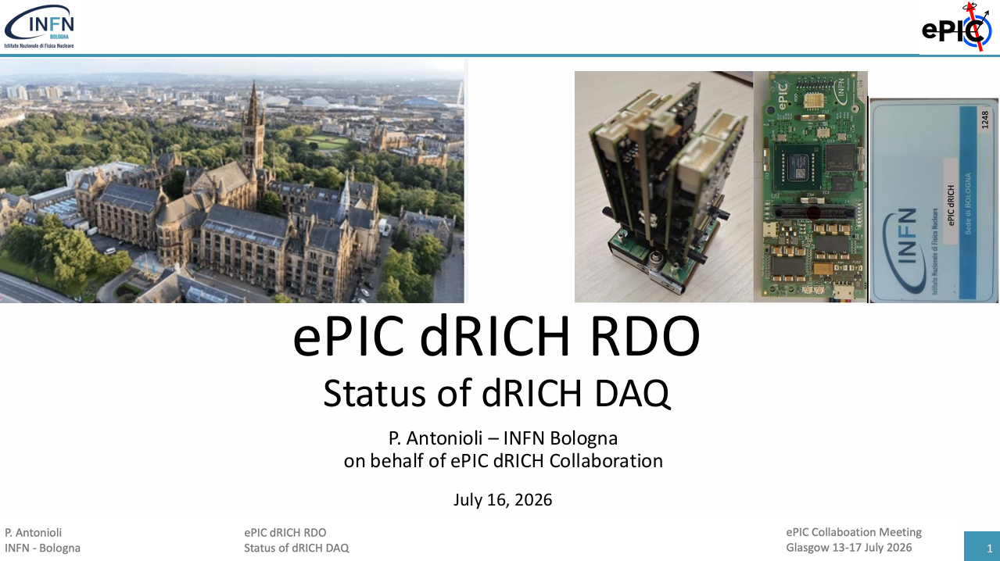 INFN
BOLOGNA
Istituto Nazionale di Fisica Nucleare
ePIC
ePIC
INFN
1248
ePIC dRICH
Sede di BOLOGNA
INFN
Istituto Nazionale di Fisica Nucleare
ePIC dRICH RDO
Status of dRICH DAQ
P. Antonioli – INFN Bologna
on behalf of ePIC dRICH Collaboration
July 16, 2026
P. Antonioli
INFN - Bologna
ePIC dRICH RDO
Status of dRICH DAQ
ePIC Collaboation Meeting
Glasgow 13-17 July 2026
1